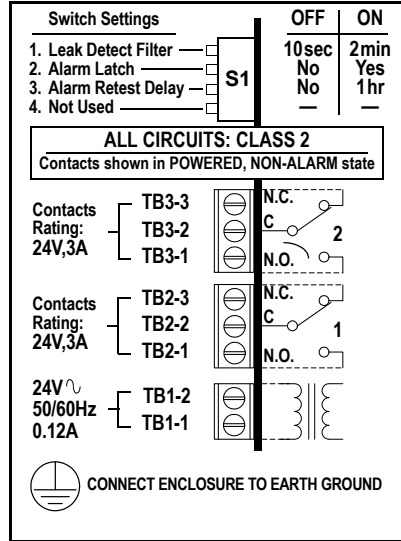 Switch Settings OFF ON
1. Leak Detect Filter 10sec 2min
2. Alarm Latch No Yes
3. Alarm Retest Delay No 1hr
4. Not Used — —
S1
ALL CIRCUITS: CLASS 2
Contacts shown in POWERED, NON-ALARM state
Contacts
Rating:
24V,3A
TB3-3 N.C.
TB3-2 C
TB3-1 N.O.
2
Contacts
Rating:
24V,3A
TB2-3 N.C.
TB2-2 C
TB2-1 N.O.
1
24V∿
50/60Hz
0.12A
TB1-2
TB1-1
CONNECT ENCLOSURE TO EARTH GROUND